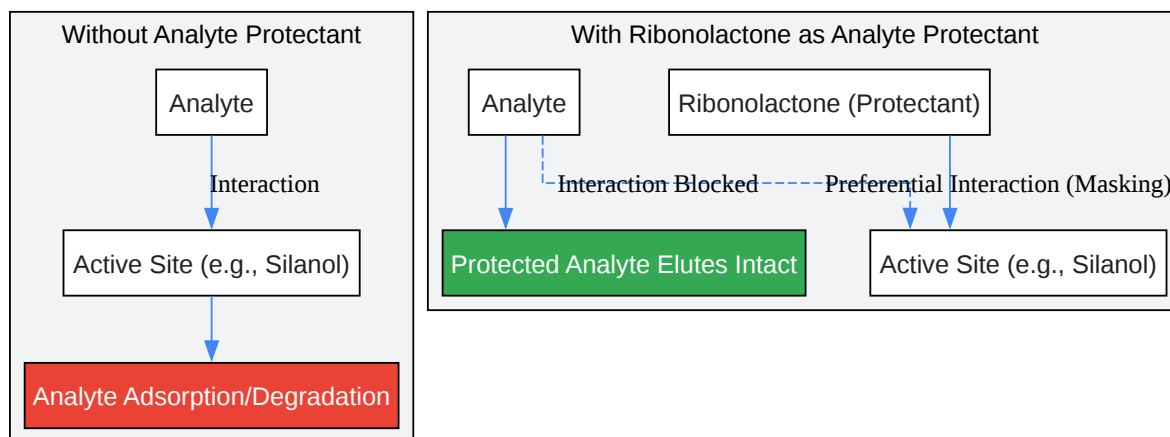 Without Analyte Protectant
Analyte
Interaction
Active Site (e.g., Silanol)
Analyte Adsorption/Degradation
With Ribonolactone as Analyte Protectant
Analyte
Ribonolactone (Protectant)
Interaction Blocked
Preferential Interaction (Masking)
Protected Analyte Elutes Intact
Active Site (e.g., Silanol)